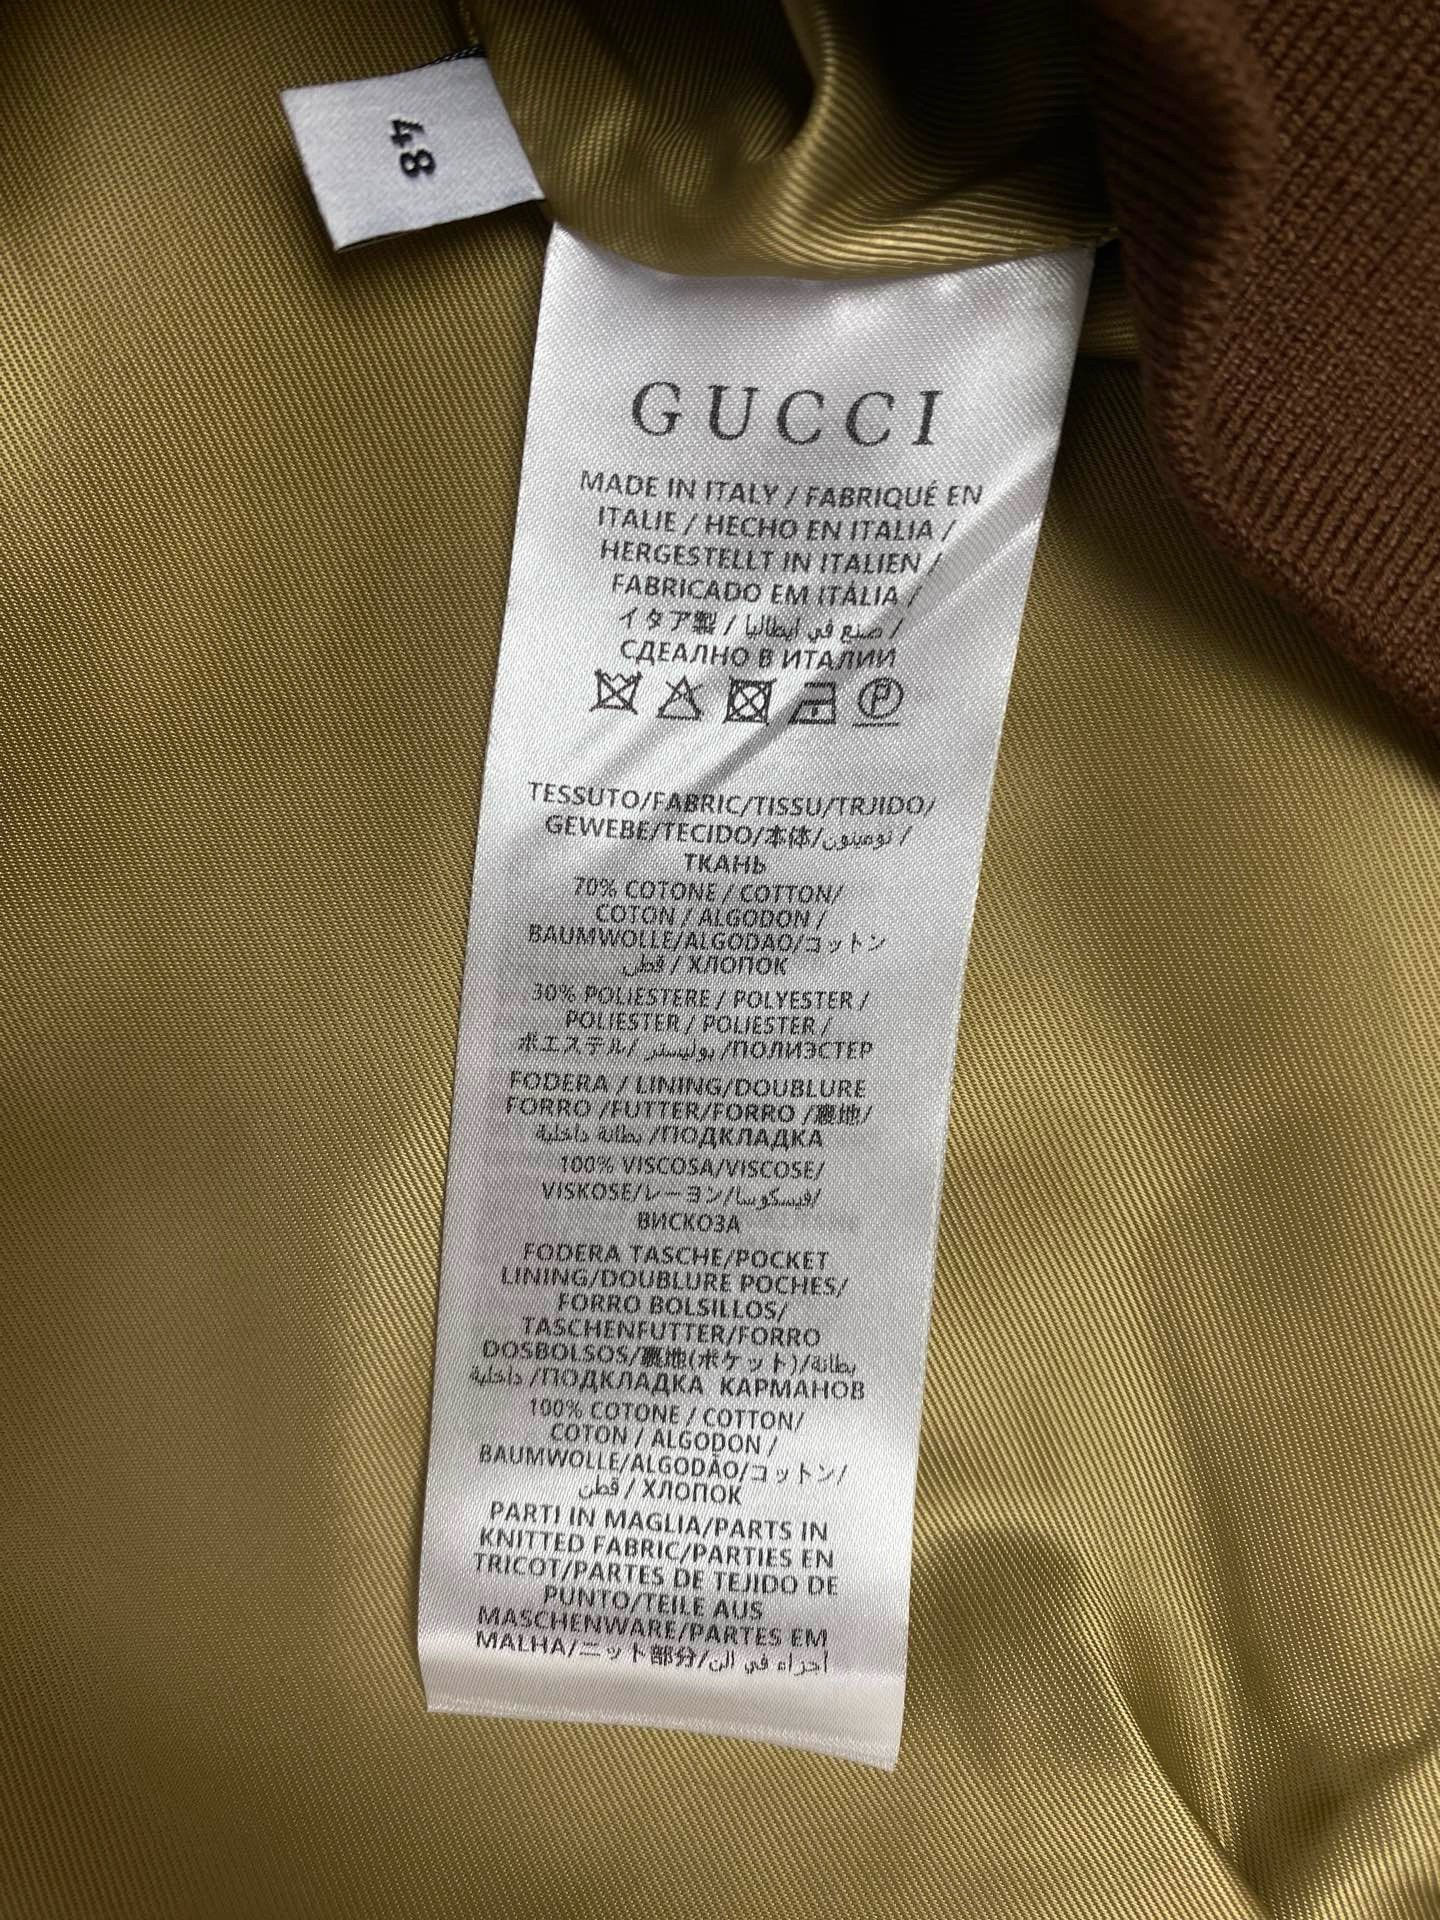 48
GUCCI
MADE IN ITALY / FABRIQUÉ EN
ITALIE / HECHO EN ITALIA /
HERGESTELLT IN ITALIEN /
FABRICADO EM ITÁLIA /
イタア製 / صنع في ايطاليا /
СДЕАЛНО В ИТАЛИИ
P
TESSUTO/FABRIC/TISSU/TRJIDO/
GEWEBE/TECIDO/本体/نومينون /
ТКАНЬ
70% COTONE / COTTON/
COTON / ALGODON /
BAUMWOLLE/ALGODAO/コットン
قطن / ХЛОПОК
30% POLIESTERE / POLYESTER /
POLIESTER / POLIESTER /
ポエステル/ بوليستر /ПОЛИЭСТЕР
FODERA / LINING/DOUBLURE
FORRO /FUTTER/FORRO /裏地/
بطانة داخلية /ПОДКЛАДКА
100% VISCOSA/VISCOSE/
VISKOSE/レーヨン/فيسكوسا/
ВИСКОЗА
FODERA TASCHE/POCKET
LINING/DOUBLURE POCHES/
FORRO BOLSILLOS/
TASCHENFUTTER/FORRO
DOSBOLSOS/裏地(ポケット)/بطانة
داخلية /ПОДКЛАДКА КАРМАНОВ
100% COTONE / COTTON/
COTON / ALGODON /
BAUMWOLLE/ALGODÃO/コットン/
قطن / ХЛОПОК
PARTI IN MAGLIA/PARTS IN
KNITTED FABRIC/PARTIES EN
TRICOT/PARTES DE TEJIDO DE
PUNTO/TEILE AUS
MASCHENWARE/PARTES EM
MALHA/ニット部分/أجزاء في الن